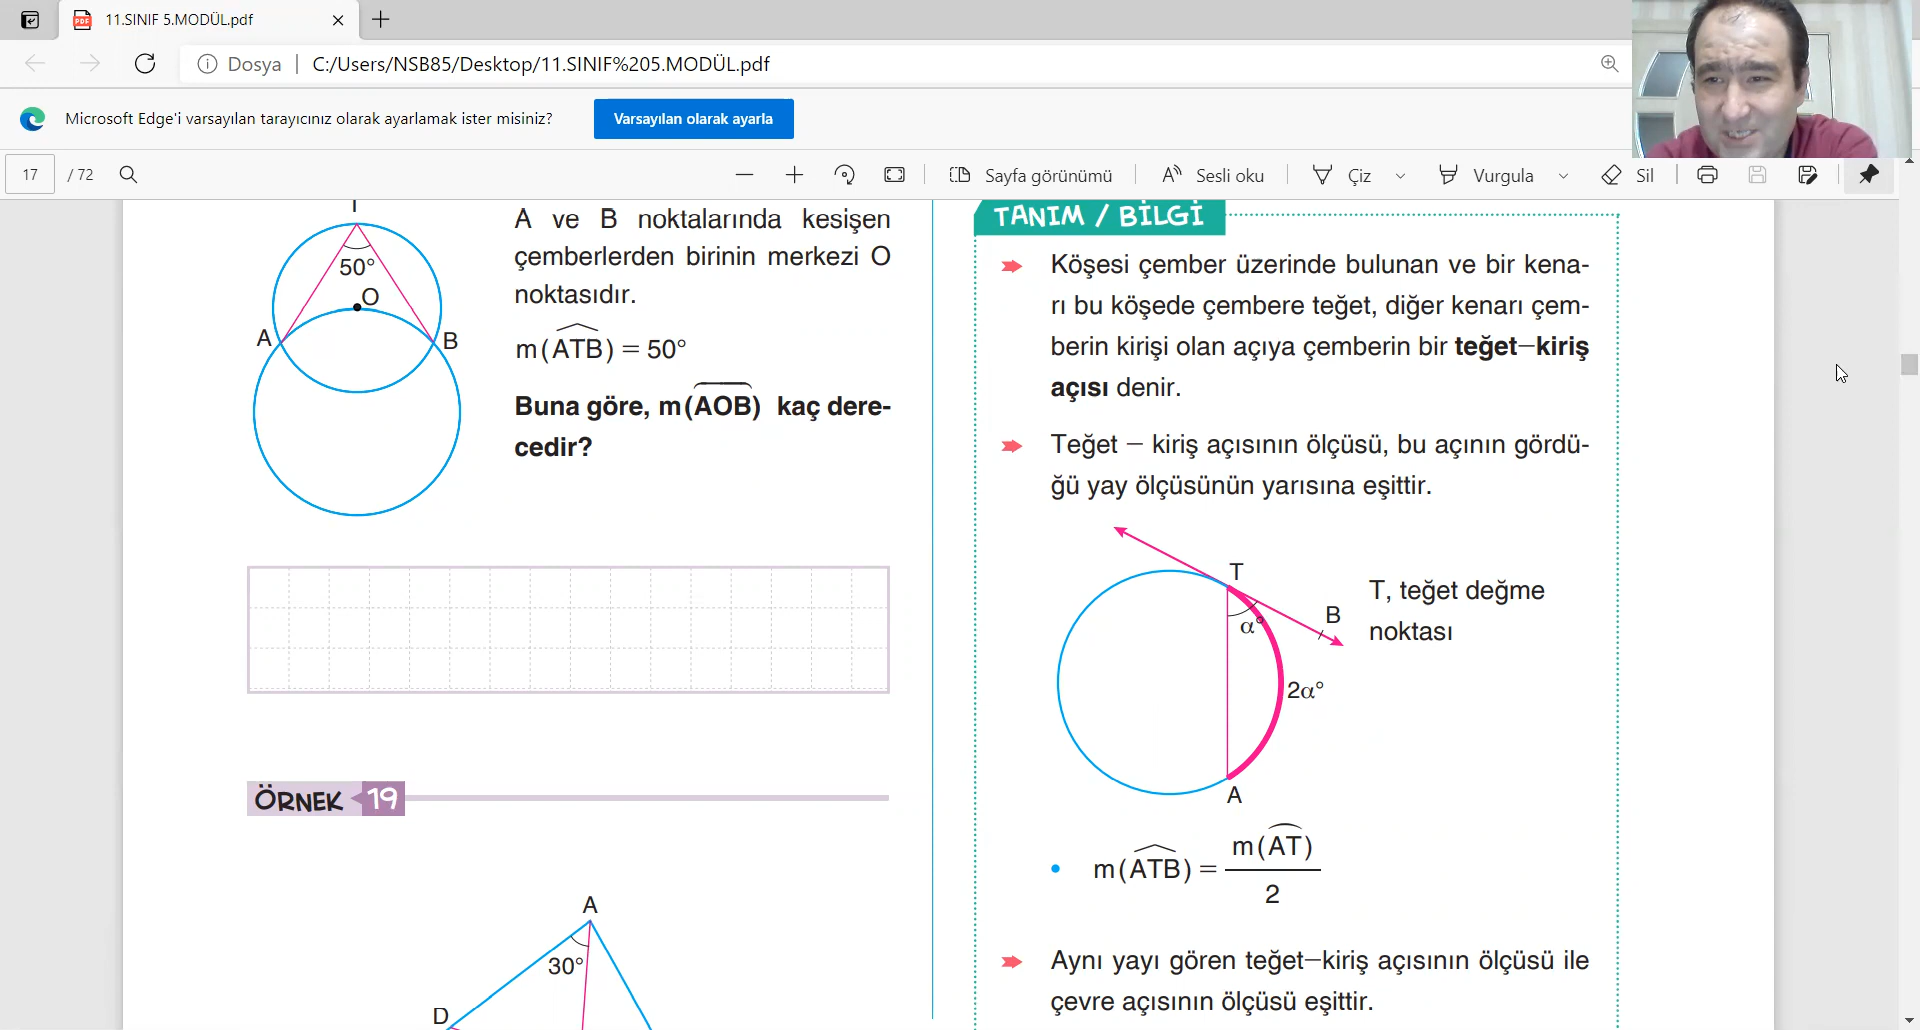 11.SINIF 5.MODÜL.pdf
Dosya
C:/Users/NSB85/Desktop/11.SINIF%205.MODÜL.pdf
Microsoft Edge'i varsayılan tarayıcınız olarak ayarlamak ister misiniz?
Varsayılan olarak ayarla
17 / 72
Sayfa görünümü
Sesli oku
Çiz
Vurgula
Sil
50°
O
A
B
A ve B noktalarında kesişen
çemberlerden birinin merkezi O
noktasıdır.
m(ATB) = 50°
Buna göre, m(AOB) kaç dere-
cedir?
ÖRNEK 19
A
30°
D
TANIM / BİLGİ
Köşesi çember üzerinde bulunan ve bir kena-
rı bu köşede çembere teğet, diğer kenarı çem-
berin kirişi olan açıya çemberin bir teğet–kiriş
açısı denir.
Teğet – kiriş açısının ölçüsü, bu açının gördü-
ğü yay ölçüsünün yarısına eşittir.
T
B
α°
2α°
A
T, teğet değme
noktası
m(ATB) = m(AT) / 2
Aynı yayı gören teğet–kiriş açısının ölçüsü ile
çevre açısının ölçüsü eşittir.